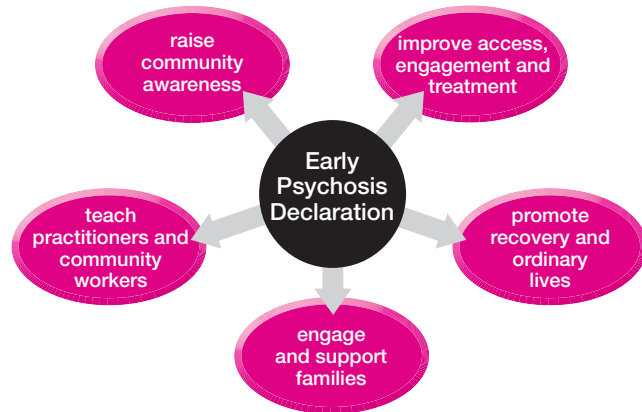 raise
community
awareness
improve access,
engagement and
treatment
Early
Psychosis
Declaration
teach
practitioners and
community
workers
promote
recovery and
ordinary
lives
engage
and support
families